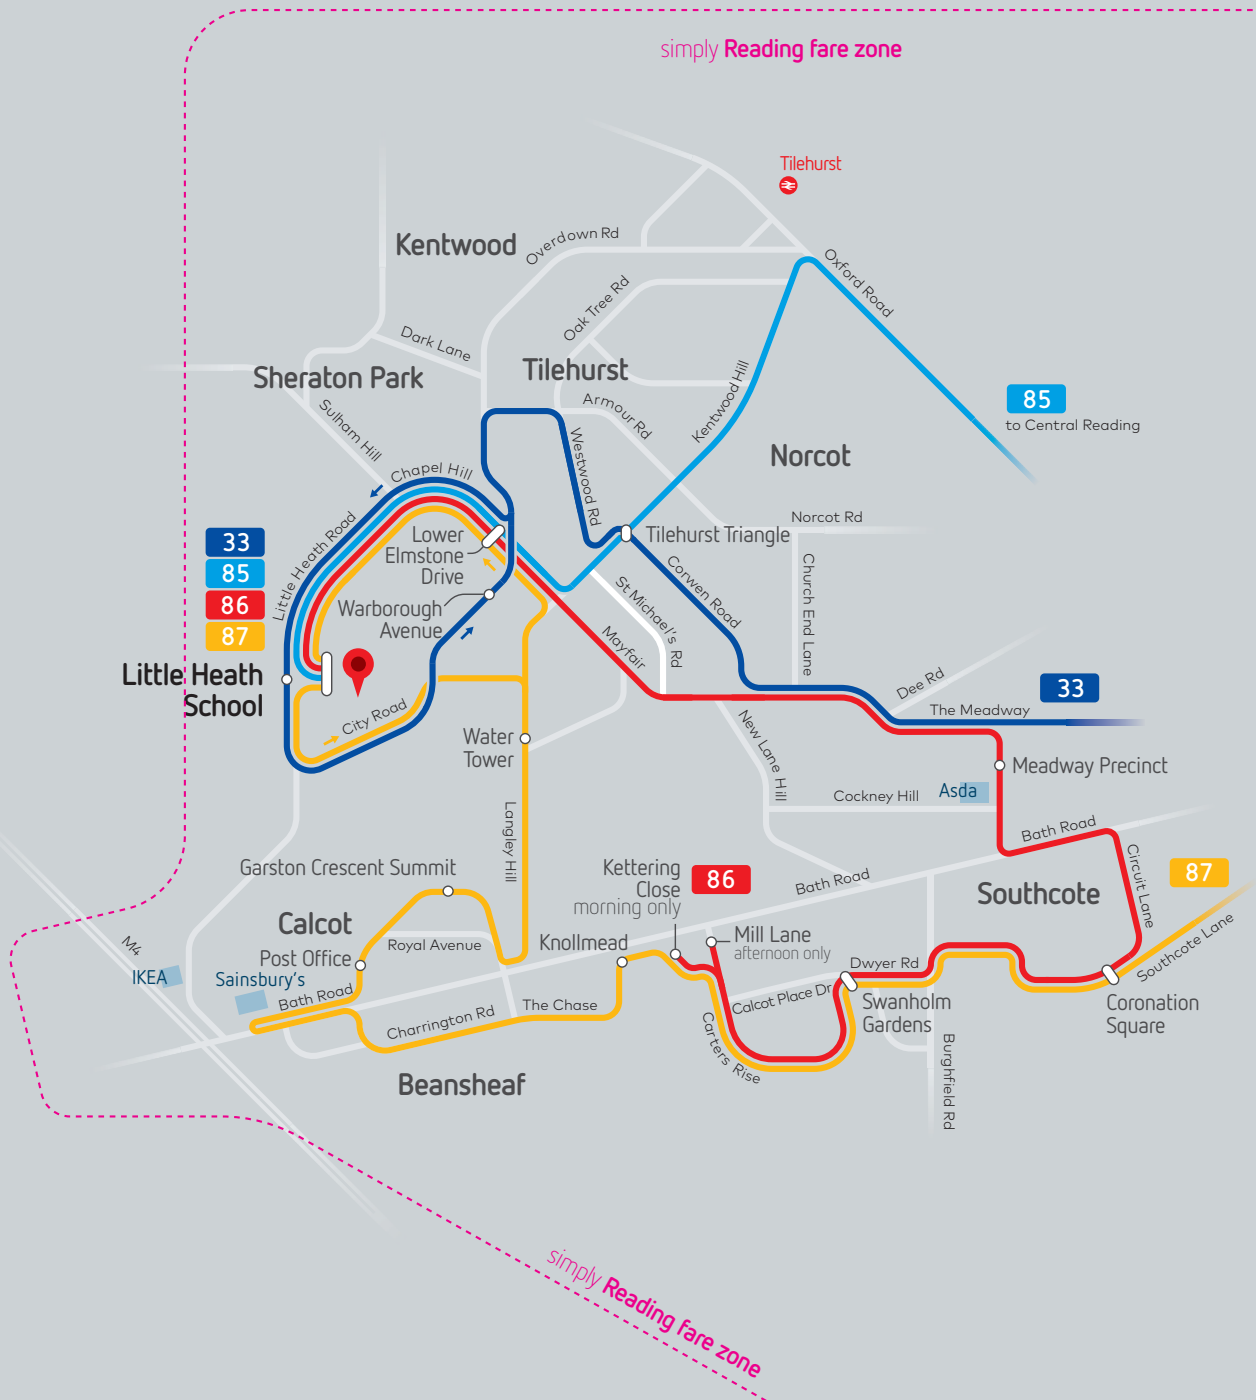 simply Reading fare zone
Tilehurst
Kentwood
Overdown Rd
Oxford Road
Oak Tree Rd
Dark Lane
Sheraton Park
Tilehurst
Kentwood Hill
85
to Central Reading
Sulham Hill
Armour Rd
Norcot
Westwood Rd
Chapel Hill
Little Heath Road
Norcot Rd
Tilehurst Triangle
Lower
Elmstone
Drive
33
85
86
87
Corwen Road
Church End Lane
St Michael's Rd
Warborough
Avenue
Mayfair
Little Heath
School
City Road
Dee Rd
33
The Meadway
New Lane Hill
Water
Tower
Meadway Precinct
Asda
Cockney Hill
Langley Hill
Bath Road
Circuit Lane
Garston Crescent Summit
Kettering
Close
morning only
86
Bath Road
87
Southcote
Calcot
Royal Avenue
Knollmead
Mill Lane
afternoon only
Southcote Lane
M4
Post Office
IKEA
Sainsbury's
Bath Road
Dwyer Rd
Calcot Place Dr
Swanholm
Gardens
Coronation
Square
Charrington Rd
The Chase
Carters Rise
Burghfield Rd
Beansheaf
simply Reading fare zone